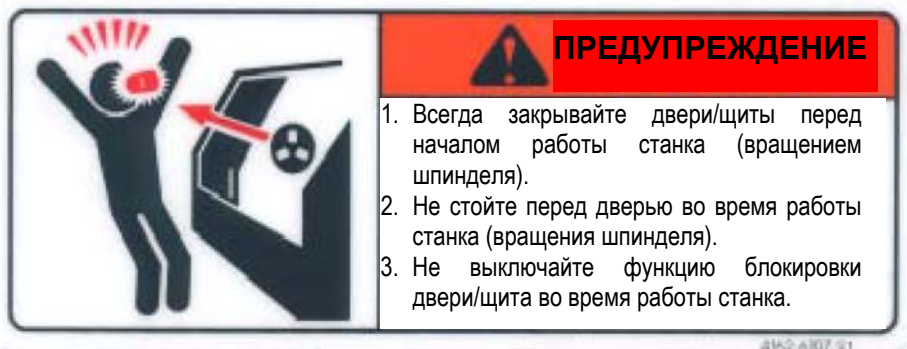 ПРЕДУПРЕЖДЕНИЕ
1. Всегда закрывайте двери/щиты перед
началом работы станка (вращением
шпинделя).
2. Не стойте перед дверью во время работы
станка (вращения шпинделя).
3. Не выключайте функцию блокировки
двери/щита во время работы станка.